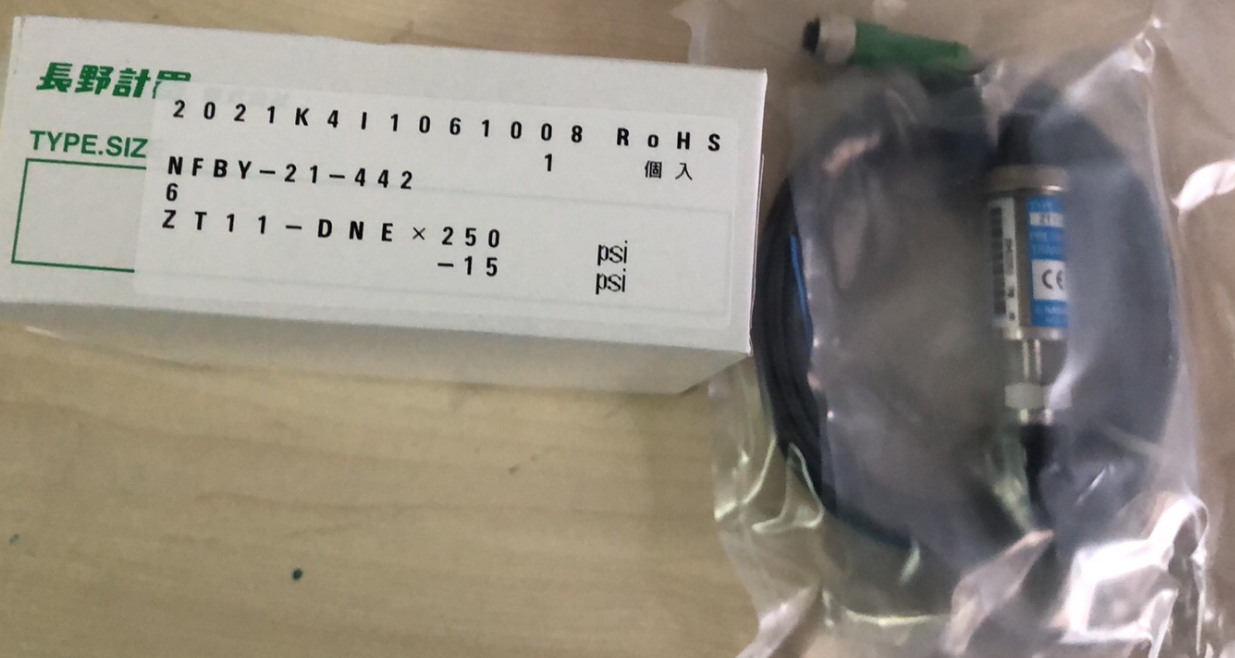 長野計器
2021K4I1061008 RoHS
TYPE.SIZ
1 個入
NFBY-21-442
6
ZT11-DNE×250 psi
-15 psi
CE